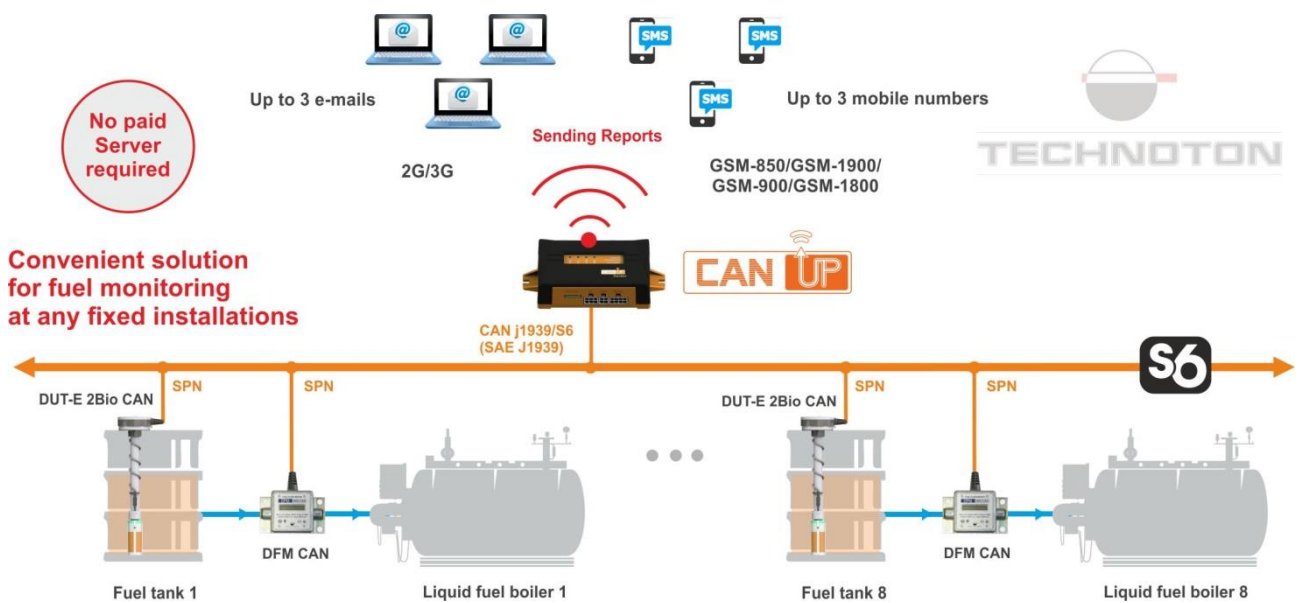 @
@
SMS
SMS
Up to 3 e-mails
@
SMS
Up to 3 mobile numbers
No paid
Server
required
Sending Reports
2G/3G
GSM-850/GSM-1900/
GSM-900/GSM-1800
TECHNOTON
Convenient solution
for fuel monitoring
at any fixed installations
CAN UP
CAN j1939/S6
(SAE J1939)
S6
SPN
SPN
SPN
SPN
DUT-E 2Bio CAN
DUT-E 2Bio CAN
DFM CAN
DFM CAN
Fuel tank 1
Liquid fuel boiler 1
Fuel tank 8
Liquid fuel boiler 8